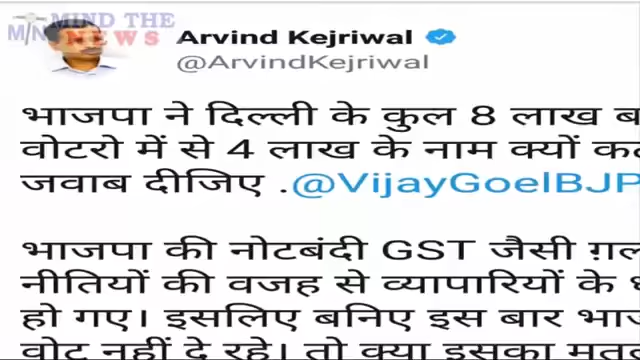 MIND THE
NEWS
Arvind Kejriwal
@ArvindKejriwal
भाजपा ने दिल्ली के कुल 8 लाख ब
वोटरो में से 4 लाख के नाम क्यों
जवाब दीजिए .@VijayGoelBJP
भाजपा की नोटबंदी GST जैसी ग़ल
नीतियों की वजह से व्यापारियों के
हो गए। इसलिए बनिए इस बार भाज
वोट नहीं दे रहे। तो क्या इसका मतल